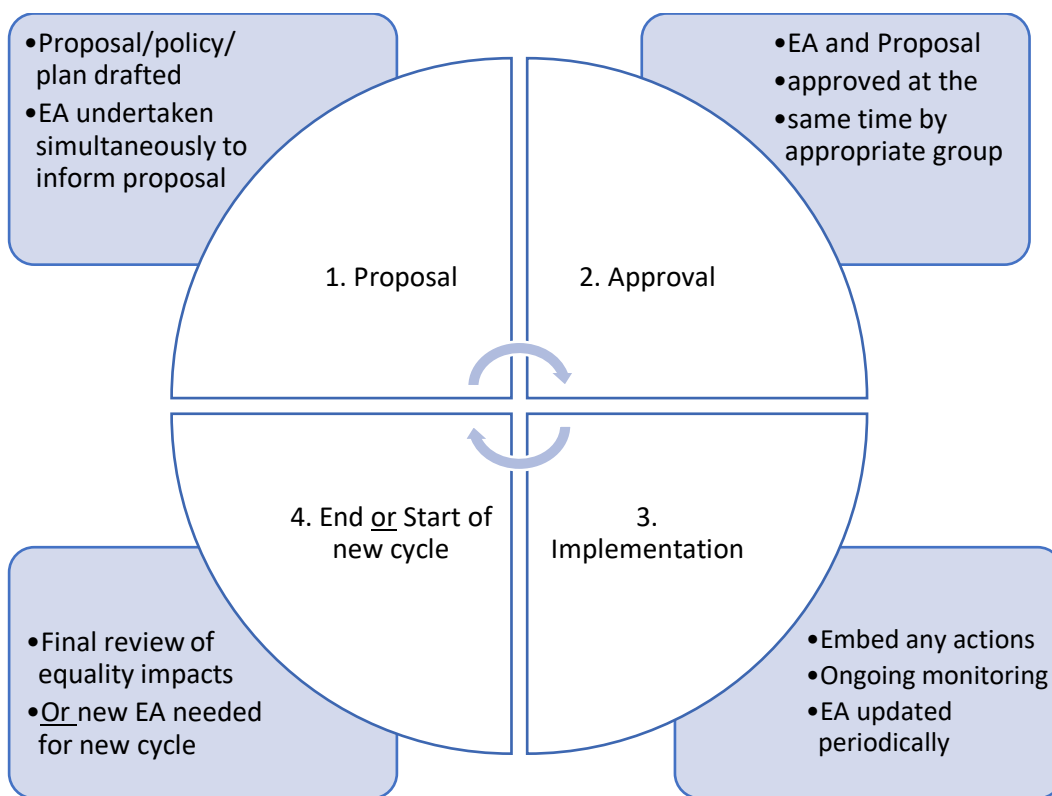 •Proposal/policy/
plan drafted
•EA undertaken
simultaneously to
inform proposal
•EA and Proposal
•approved at the
•same time by
appropriate group
1. Proposal
2. Approval
4. End or Start of
new cycle
3.
Implementation
•Final review of
equality impacts
•Or new EA needed
for new cycle
•Embed any actions
•Ongoing monitoring
•EA updated
periodically